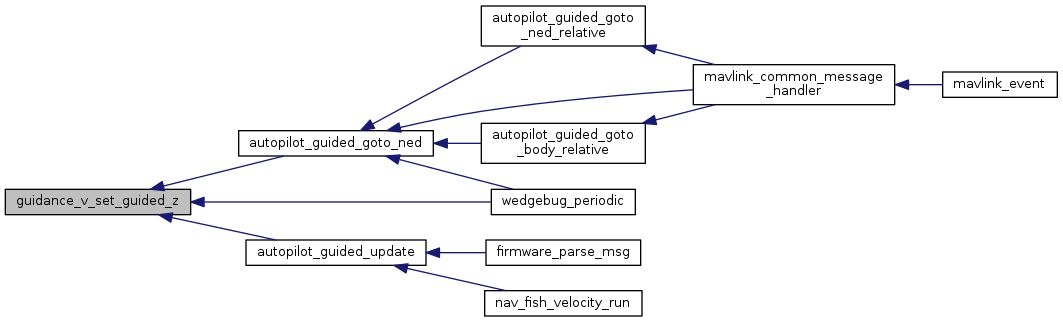 autopilot_guided_goto
_ned_relative
mavlink_common_message
_handler
mavlink_event
autopilot_guided_goto_ned
autopilot_guided_goto
_body_relative
guidance_v_set_guided_z
wedgebug_periodic
autopilot_guided_update
firmware_parse_msg
nav_fish_velocity_run